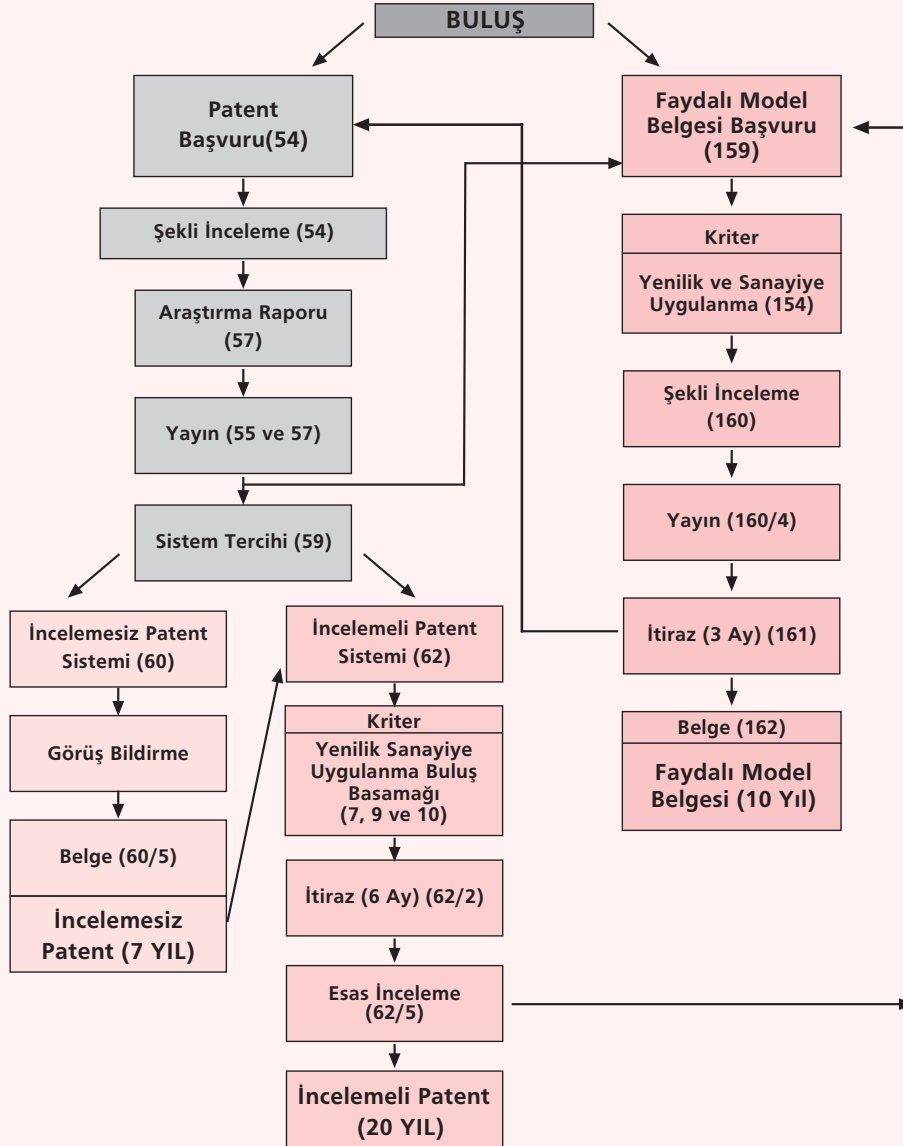 BULUŞ
Patent
Başvuru(54)
Şekli İnceleme (54)
Araştırma Raporu
(57)
Yayın (55 ve 57)
Sistem Tercihi (59)
İncelemesiz Patent
Sistemi (60)
Görüş Bildirme
Belge (60/5)
İncelemesiz
Patent (7 YIL)
İncelemeli Patent
Sistemi (62)
Kriter
Yenilik Sanayiye
Uygulanma Buluş
Basamağı
(7, 9 ve 10)
İtiraz (6 Ay) (62/2)
Esas İnceleme
(62/5)
İncelemeli Patent
(20 YIL)
Faydalı Model
Belgesi Başvuru
(159)
Kriter
Yenilik ve Sanayiye
Uygulanma (154)
Şekli İnceleme
(160)
Yayın (160/4)
İtiraz (3 Ay) (161)
Belge (162)
Faydalı Model
Belgesi (10 Yıl)